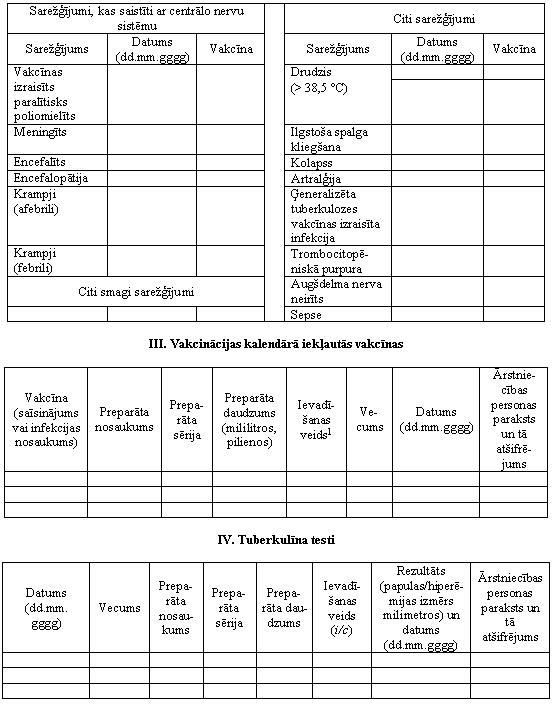 Sarežģījumi, kas saistīti ar centrālo nervu
sistēmu
Sarežģījums
Datums
(dd.mm.gggg)
Vakcīna
Vakcīnas
izraisīts
paralītisks
poliomielīts
Meningīts
Encefalīts
Encefalopātija
Krampji
(afebrili)
Krampji
(febrili)
Citi smagi sarežģījumi
Citi sarežģījumi
Sarežģījums
Datums
(dd.mm.gggg)
Vakcīna
Drudzis
(> 38,5 °C)
Ilgstoša spalga
kliegšana
Kolapss
Artralģija
Ģeneralizēta
tuberkulozes
vakcīnas izraisīta
infekcija
Trombocitopē-
niskā purpura
Augšdelma nerva
neirīts
Sepse
III. Vakcinācijas kalendārā iekļautās vakcīnas
Vakcīna
(saīsinājums
vai infekcijas
nosaukums)
Preparāta
nosaukums
Prepa-
rāta
sērija
Preparāta
daudzums
(mililitros,
pilienos)
Ievadī-
šanas
veids1
Ve-
cums
Datums
(dd.mm.gggg)
Ārstnie-
cības
personas
paraksts
un tā
atšifrē-
jums
IV. Tuberkulīna testi
Datums
(dd.mm.
gggg)
Vecums
Prepa-
rāta
nosau-
kums
Prepa-
rāta
sērija
Prepa-
rāta dau-
dzums
Ievadī-
šanas
veids
(i/c)
Rezultāts
(papulas/hiperē-
mijas izmērs
milimetros) un
datums
(dd.mm.gggg)
Ārstniecības
personas
paraksts un
tā
atšifrējums